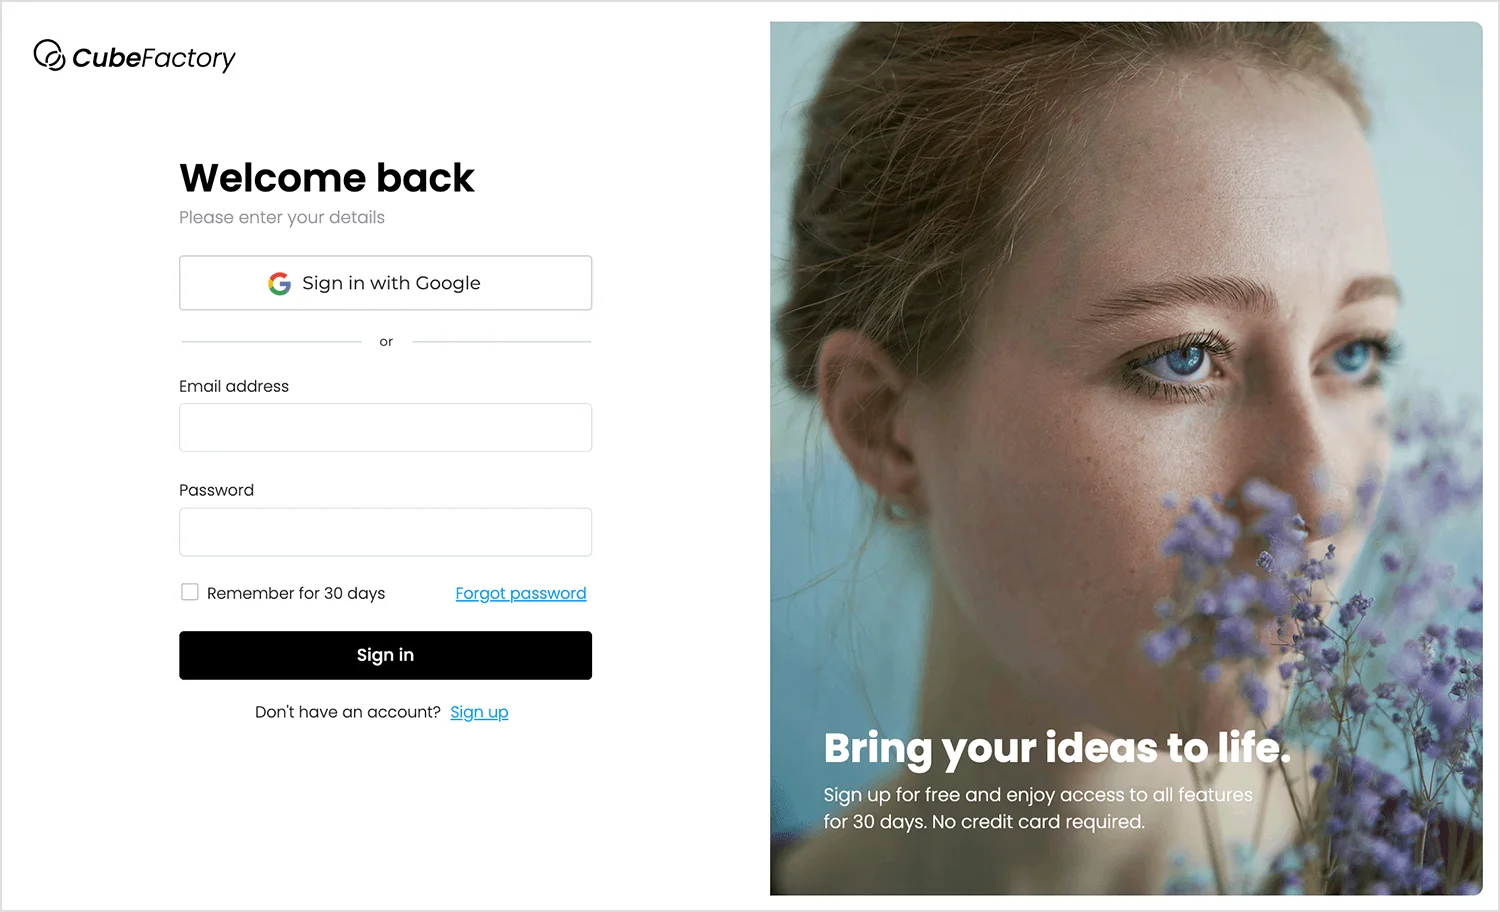 CubeFactory
Welcome back
Please enter your details
Sign in with Google
or
Email address
Password
Remember for 30 days
Forgot password
Sign in
Don't have an account? Sign up
Bring your ideas to life.
Sign up for free and enjoy access to all features
for 30 days. No credit card required.